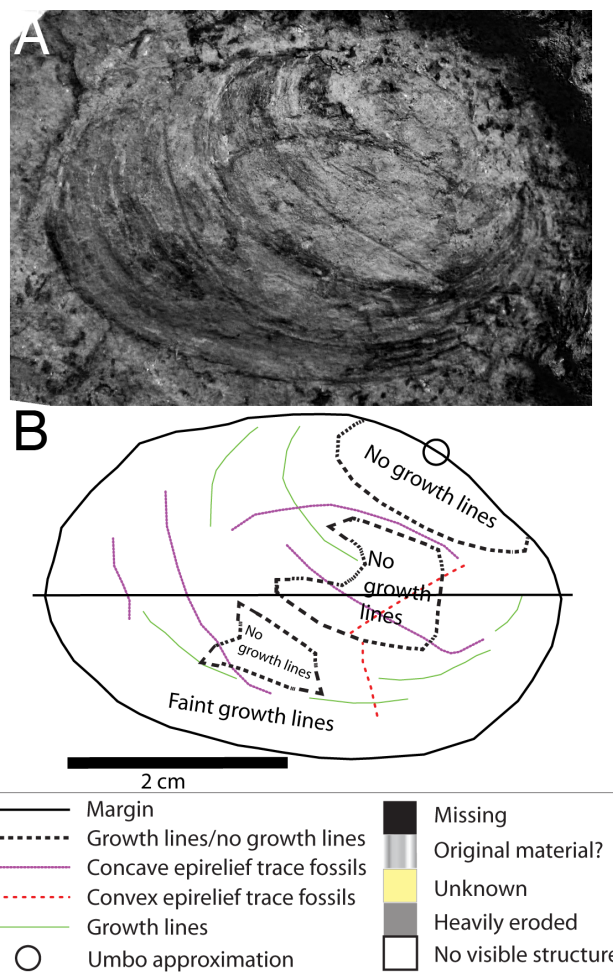 A
B
No growth lines
No
growth
lines
No
growth lines
Faint growth lines
2 cm
Margin
Growth lines/no growth lines
Concave epirelief trace fossils
Convex epirelief trace fossils
Growth lines
Umbo approximation
Missing
Original material?
Unknown
Heavily eroded
No visible structure